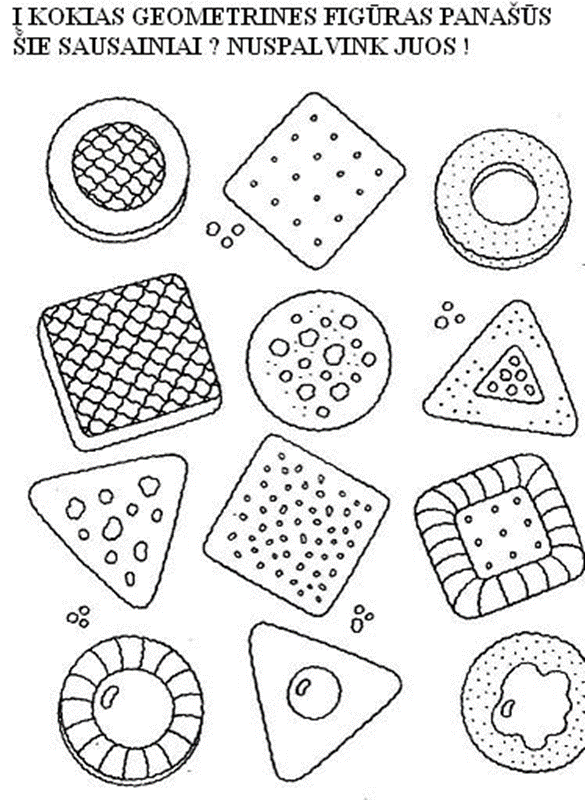 Į KOKIAS GEOMETRINES FIGŪRAS PANAŠŪS
ŠIE SAUSAINIAI ? NUSPALVINK JUOS !